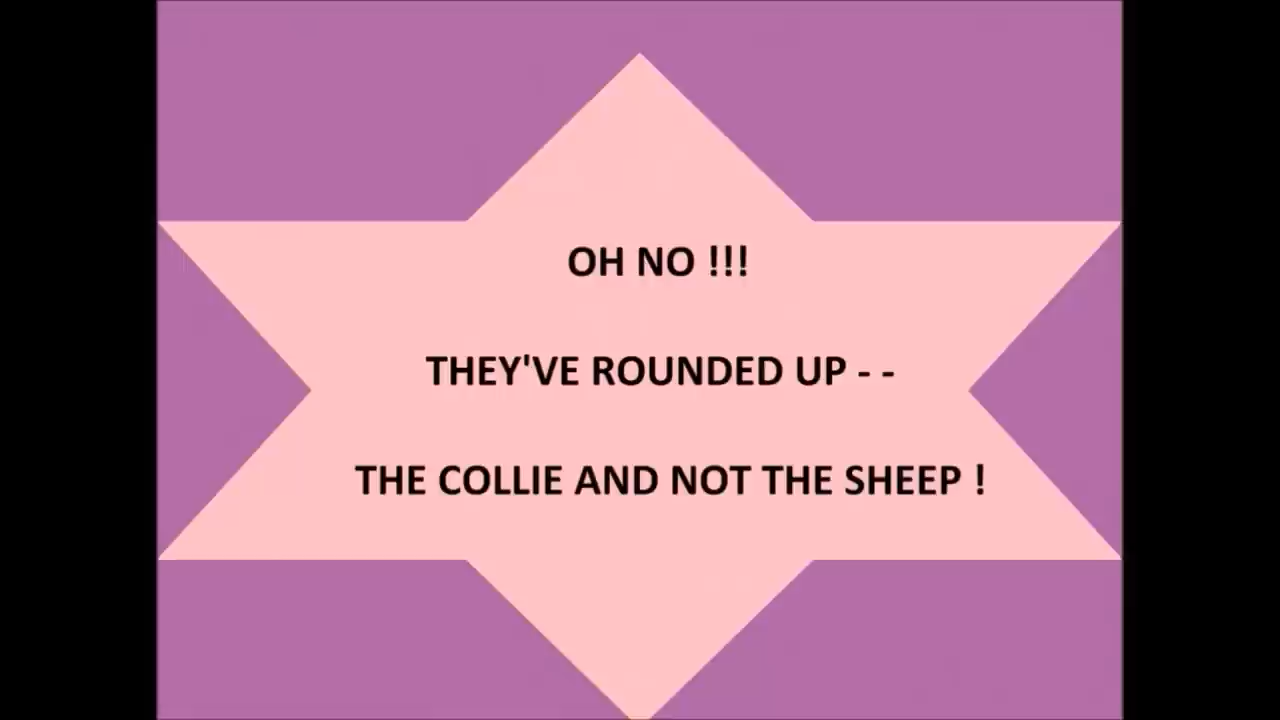 OH NO !!!
THEY'VE ROUNDED UP - -
THE COLLIE AND NOT THE SHEEP !